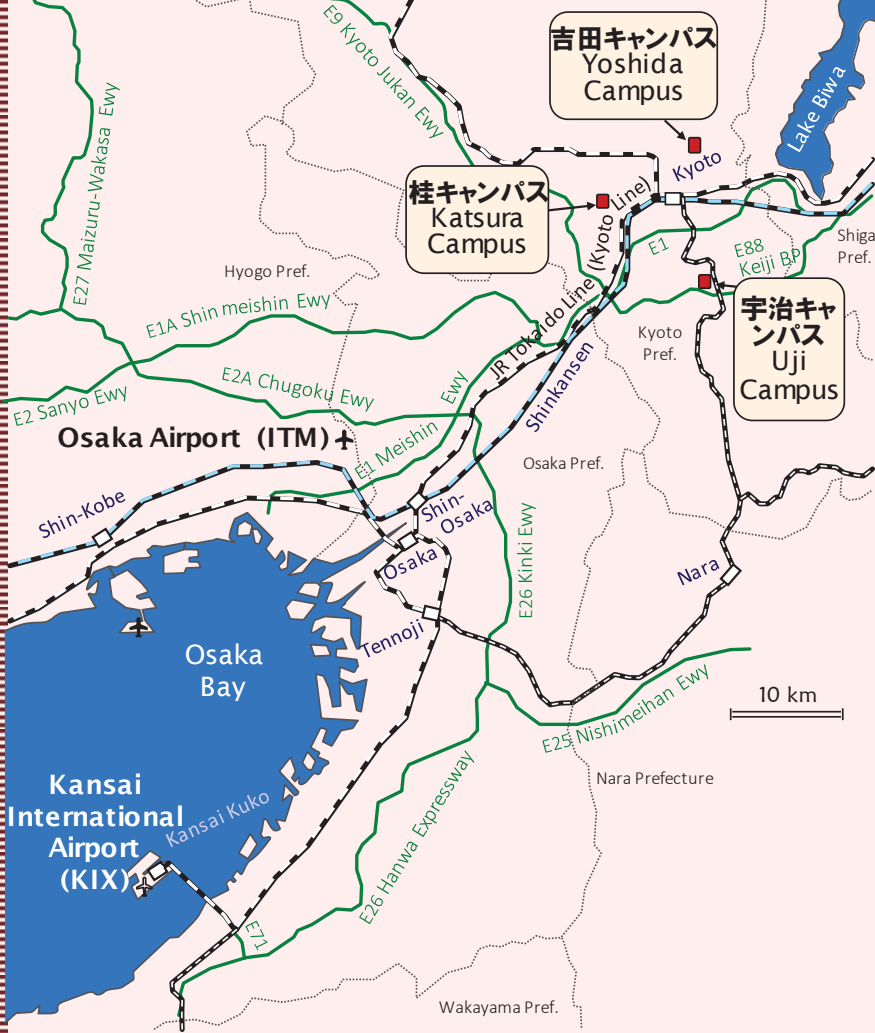 E9 Kyoto Jukan Ewy
吉田キャンパス
Yoshida
Campus
Lake Biwa
E27 Maizuru-Wakasa Ewy
Kyoto
桂キャンパス
Katsura
Campus
JR Tokaido Line (Kyoto Line)
E1
E88
Keiji BP
Shiga
Pref.
Hyogo Pref.
宇治キャ
ンパス
Uji
Campus
E1A Shin meishin Ewy
Kyoto
Pref.
E2A Chugoku Ewy
E2 Sanyo Ewy
Shinkansen
Osaka Airport (ITM)
E1 Meishin Ewy
Osaka Pref.
Shin-Kobe
Shin-
Osaka
Osaka
E26 Kinki Ewy
Nara
Tennoji
Osaka
Bay
10 km
E25 Nishimeihan Ewy
Nara Prefecture
Kansai
International
Airport
(KIX)
Kansai Kuko
E26 Hanwa Expressway
E71
Wakayama Pref.